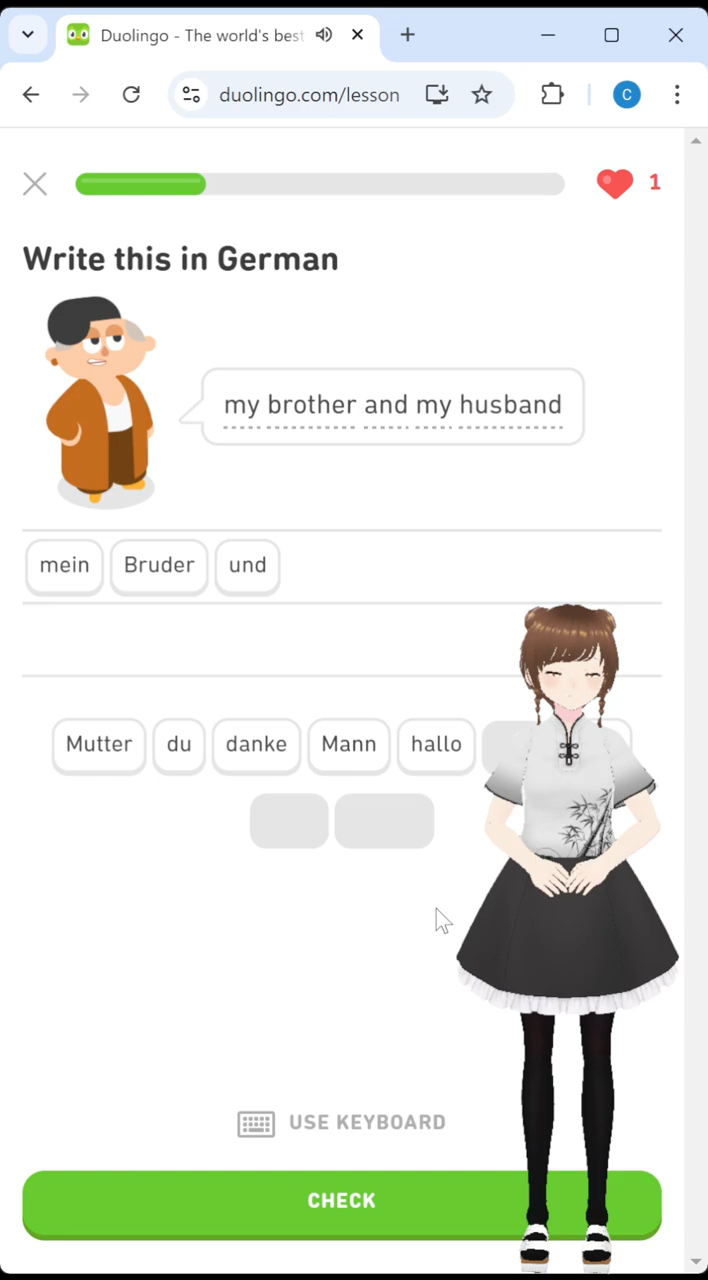 Duolingo - The world's best
duolingo.com/lesson
C
1
Write this in German
my brother and my husband
mein Bruder und
Mutter du danke Mann hallo
USE KEYBOARD
CHECK